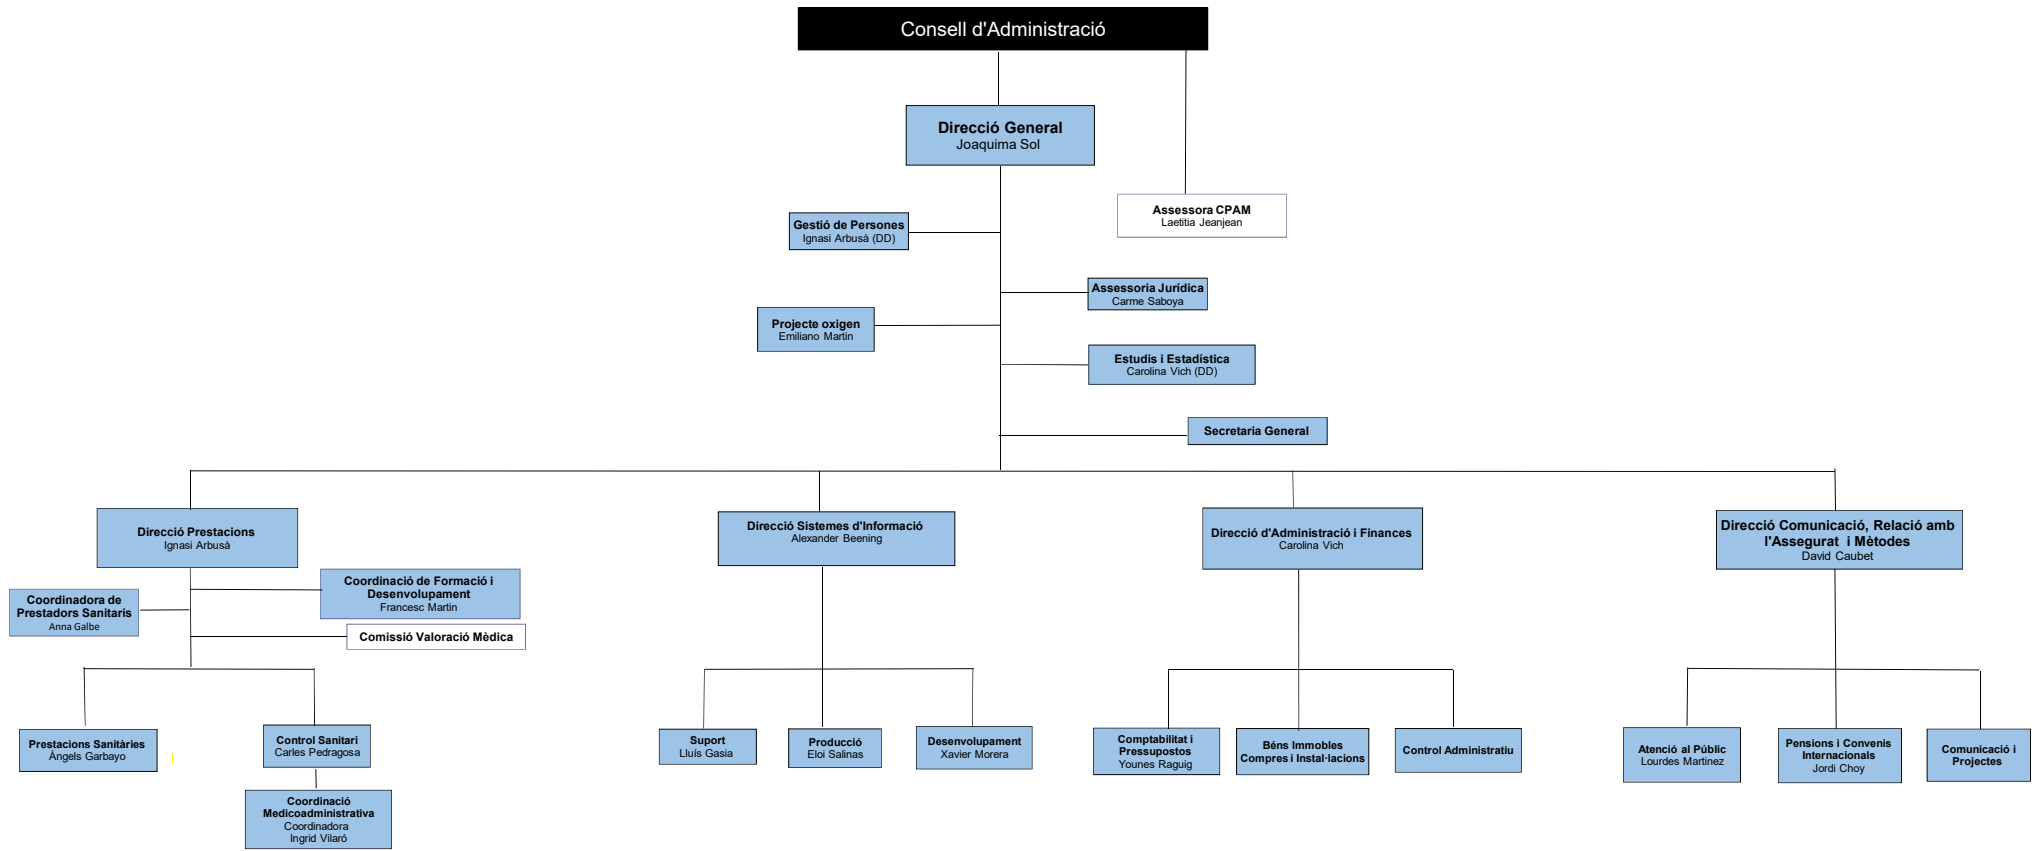 Consell d'Administració
Direcció General
Joaquima Sol
Assessora CPAM
Laetitia Jeanjean
Gestió de Persones
Ignasi Arbusà (DD)
Assessoria Jurídica
Carme Saboya
Projecte oxigen
Emiliano Martin
Estudis i Estadística
Carolina Vich (DD)
Secretaria General
Direcció Prestacions
Ignasi Arbusà
Direcció Sistemes d'Informació
Alexander Beening
Direcció d'Administració i Finances
Carolina Vich
Direcció Comunicació, Relació amb
l'Assegurat i Mètodes
David Caubet
Coordinadora de
Prestadors Sanitaris
Anna Galbe
Coordinació de Formació i
Desenvolupament
Francesc Martin
Comissió Valoració Mèdica
Prestacions Sanitàries
Àngels Garbayo
Control Sanitari
Carles Pedragosa
Coordinació
Medicoadministrativa
Coordinadora
Ingrid Vilaró
Suport
Lluís Gasia
Producció
Eloi Salinas
Desenvolupament
Xavier Morera
Comptabilitat i
Pressupostos
Younes Raguig
Béns Immobles
Compres i Instal·lacions
Control Administratiu
Atenció al Públic
Lourdes Martinez
Pensions i Convenis
Internacionals
Jordi Choy
Comunicació i
Projectes